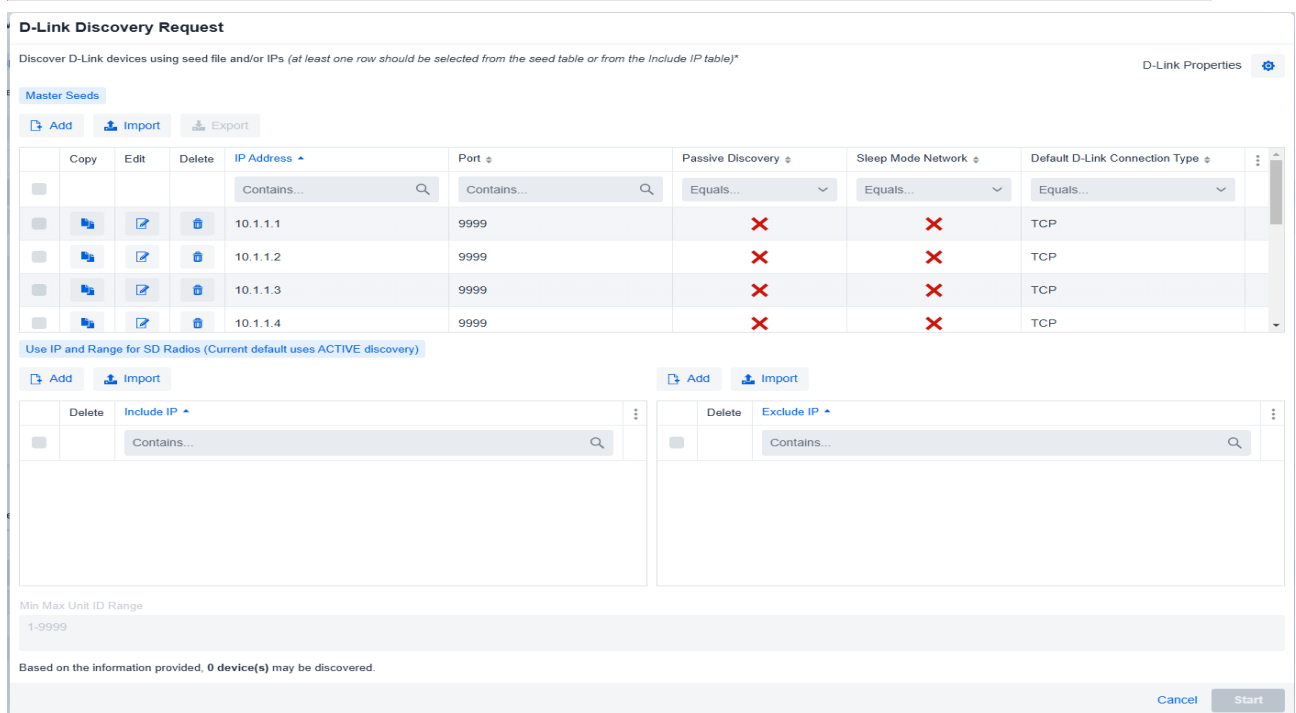 D-Link Discovery Request
Discover D-Link devices using seed file and/or IPs (at least one row should be selected from the seed table or from the Include IP table)*
D-Link Properties
Master Seeds
Add Import Export
Copy Edit Delete IP Address Port Passive Discovery Sleep Mode Network Default D-Link Connection Type
Contains... Contains... Equals... Equals... Equals...
10.1.1.1 9999 TCP
10.1.1.2 9999 TCP
10.1.1.3 9999 TCP
10.1.1.4 9999 TCP
Use IP and Range for SD Radios (Current default uses ACTIVE discovery)
Add Import Add Import
Delete Include IP Delete Exclude IP
Contains... Contains...
Min Max Unit ID Range
1-9999
Based on the information provided, 0 device(s) may be discovered.
Cancel Start